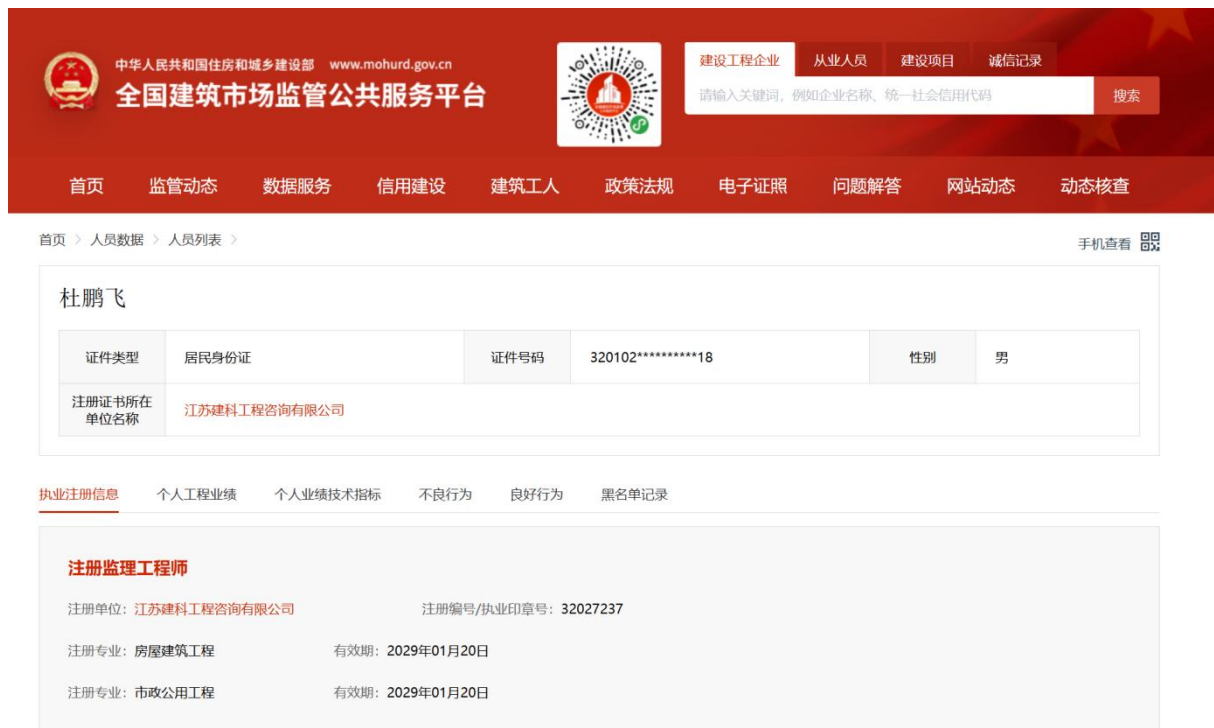 中华人民共和国住房和城乡建设部 www.mohurd.gov.cn
全国建筑市场监管公共服务平台
建设工程企业 从业人员 建设项目 诚信记录
请输入关键词，例如企业名称、统一社会信用代码 搜索
首页 监管动态 数据服务 信用建设 建筑工人 政策法规 电子证照 问题解答 网站动态 动态核查
首页 > 人员数据 > 人员列表 >
手机查看
杜鹏飞
证件类型 居民身份证 证件号码 320102**********18 性别 男
注册证书所在
单位名称
江苏建科工程咨询有限公司
执业注册信息 个人工程业绩 个人业绩技术指标 不良行为 良好行为 黑名单记录
注册监理工程师
注册单位：江苏建科工程咨询有限公司 注册编号/执业印章号：32027237
注册专业：房屋建筑工程 有效期：2029年01月20日
注册专业：市政公用工程 有效期：2029年01月20日